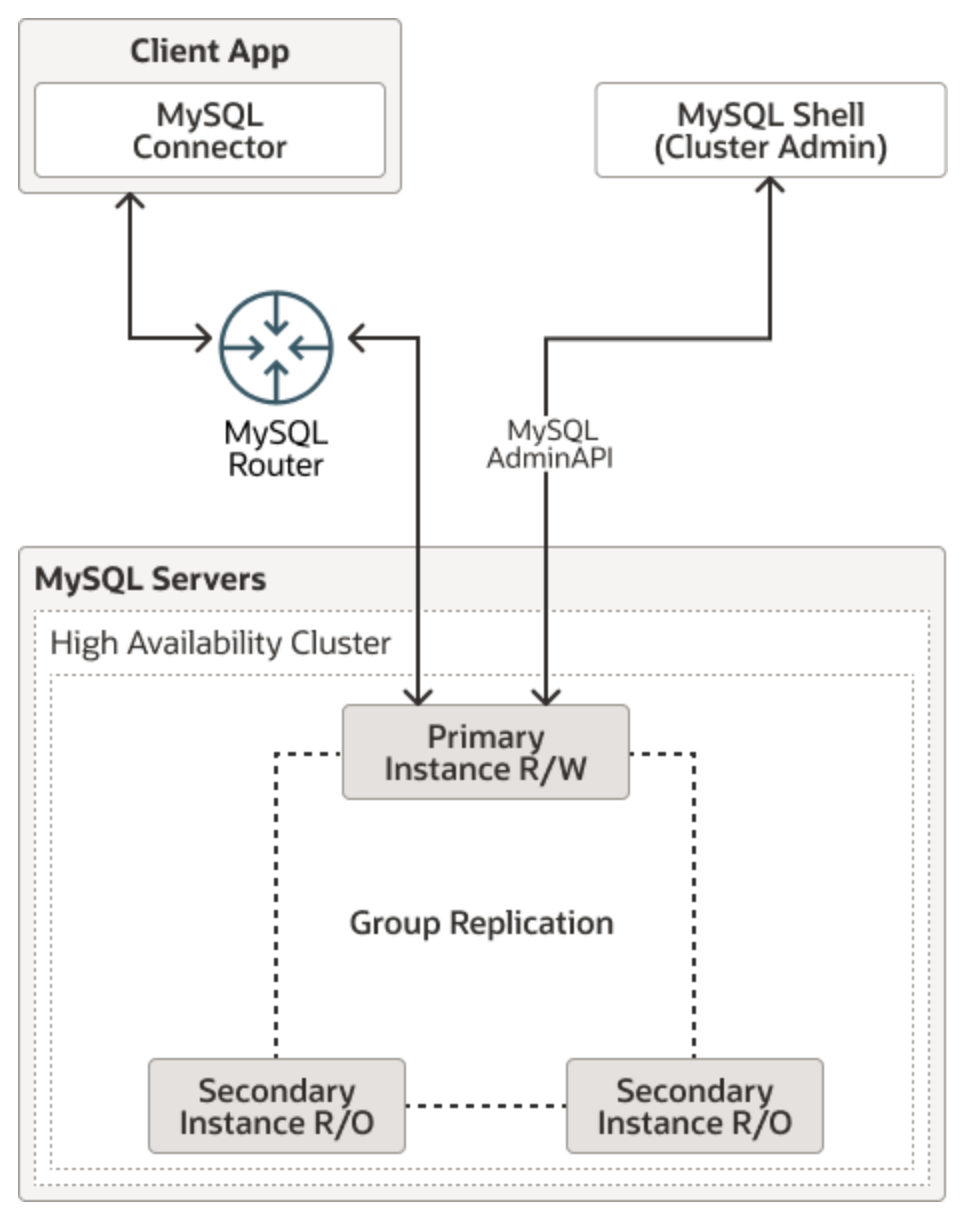 Client App
MySQL
Connector
MySQL Shell
(Cluster Admin)
MySQL
Router
MySQL
AdminAPI
MySQL Servers
High Availability Cluster
Primary
Instance R/W
Group Replication
Secondary
Instance R/O
Secondary
Instance R/O